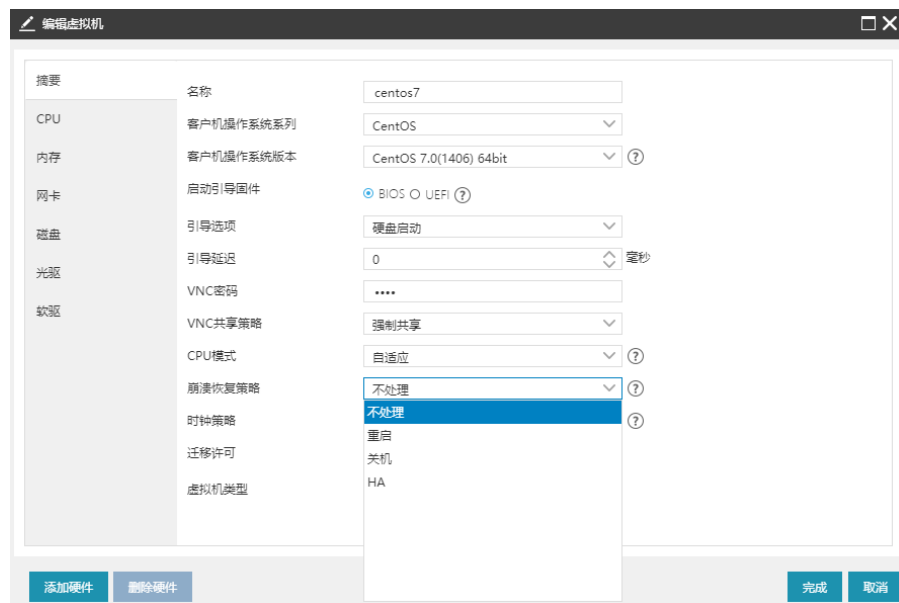 编辑虚拟机
摘要
CPU
内存
网卡
磁盘
光驱
软驱
名称
centos7
客户机操作系统系列
CentOS
客户机操作系统版本
CentOS 7.0(1406) 64bit
?
启动引导固件
BIOS UEFI ?
引导选项
硬盘启动
引导延迟
0
毫秒
VNC密码
••••
VNC共享策略
强制共享
CPU模式
自适应
?
崩溃恢复策略
不处理
?
不处理
重启
关机
HA
时钟策略
?
迁移许可
虚拟机类型
添加硬件
删除硬件
完成
取消